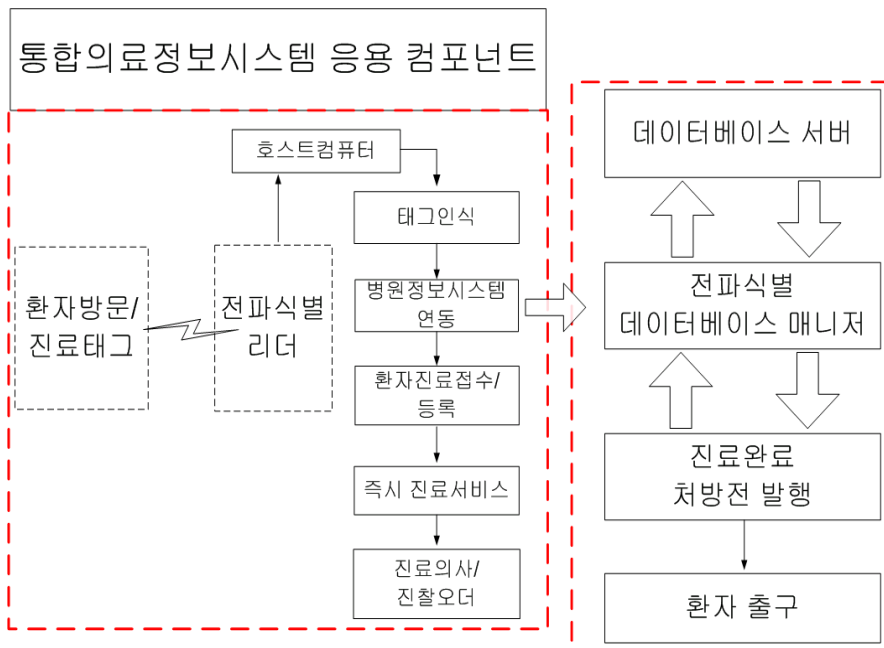 통합의료정보시스템 응용 컴포넌트
호스트컴퓨터
태그인식
환자방문/
진료태그
전파식별
리더
병원정보시스템
연동
환자진료접수/
등록
즉시 진료서비스
진료의사/
진찰오더
데이터베이스 서버
전파식별
데이터베이스 매니저
진료완료
처방전 발행
환자 출구